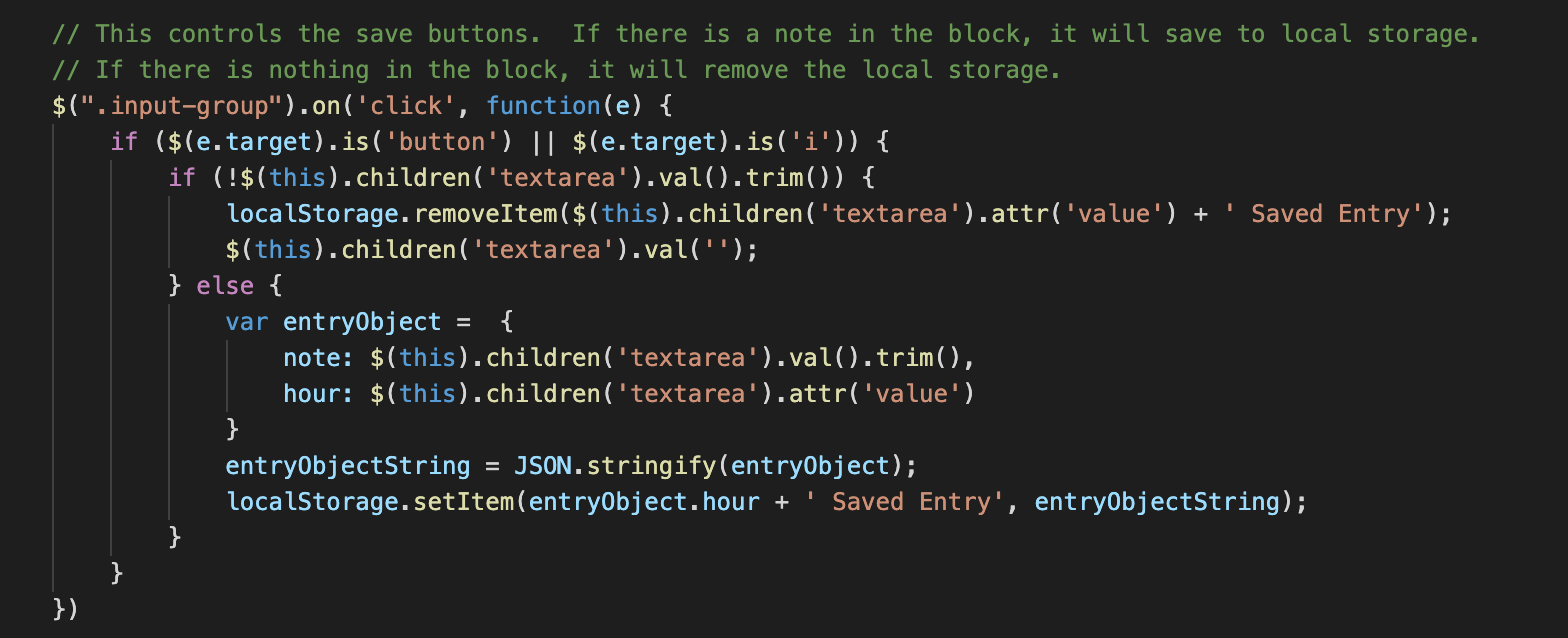 // This controls the save buttons.  If there is a note in the block, it will save to local storage.
// If there is nothing in the block, it will remove the local storage.
$(".input-group").on('click', function(e) {
    if ($(e.target).is('button') || $(e.target).is('i')) {
        if (!$(this).children('textarea').val().trim()) {
            localStorage.removeItem($(this).children('textarea').attr('value') + ' Saved Entry');
            $(this).children('textarea').val('');
        } else {
            var entryObject =  {
                note: $(this).children('textarea').val().trim(),
                hour: $(this).children('textarea').attr('value')
            }
            entryObjectString = JSON.stringify(entryObject);
            localStorage.setItem(entryObject.hour + ' Saved Entry', entryObjectString);
        }
    }
})